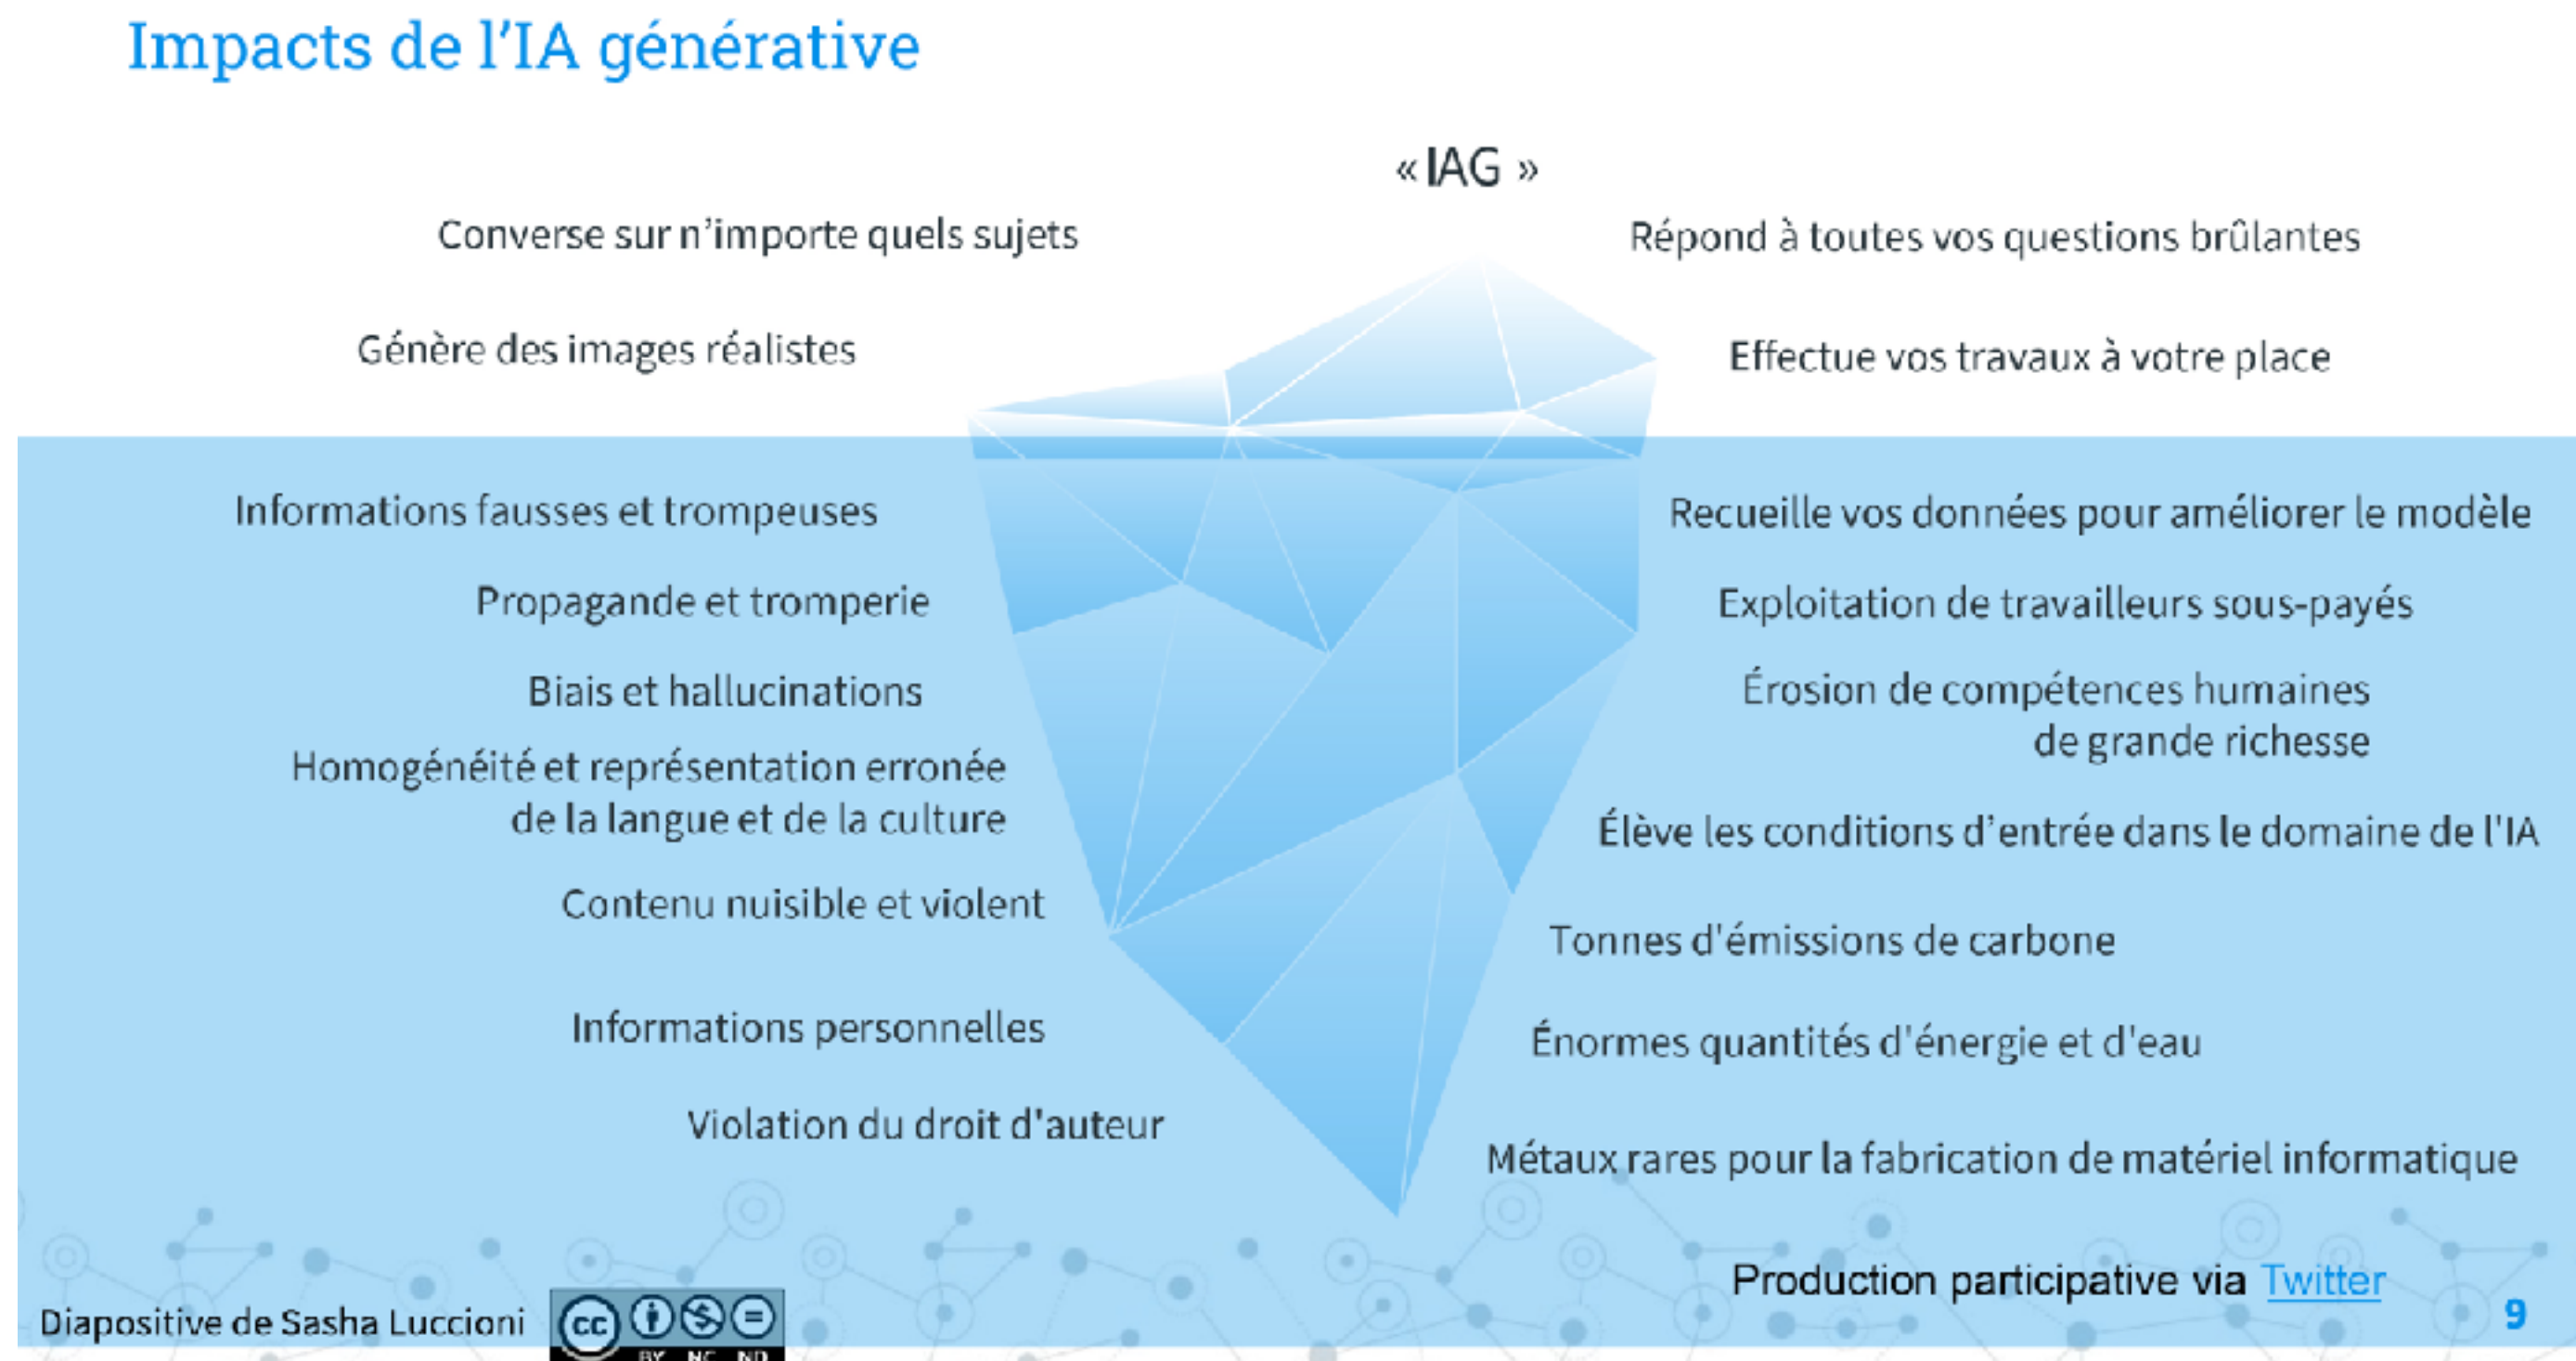 Impacts de l'IA générative
« IAG »
Converse sur n'importe quels sujets
Répond à toutes vos questions brûlantes
Génère des images réalistes
Effectue vos travaux à votre place
Informations fausses et trompeuses
Propagande et tromperie
Biais et hallucinations
Homogénéité et représentation erronée
de la langue et de la culture
Contenu nuisible et violent
Informations personnelles
Violation du droit d'auteur
Recueille vos données pour améliorer le modèle
Exploitation de travailleurs sous-payés
Érosion de compétences humaines
de grande richesse
Élève les conditions d'entrée dans le domaine de l'IA
Tonnes d'émissions de carbone
Énormes quantités d'énergie et d'eau
Métaux rares pour la fabrication de matériel informatique
Production participative via Twitter
Diapositive de Sasha Luccioni
cc
BY NC ND
9